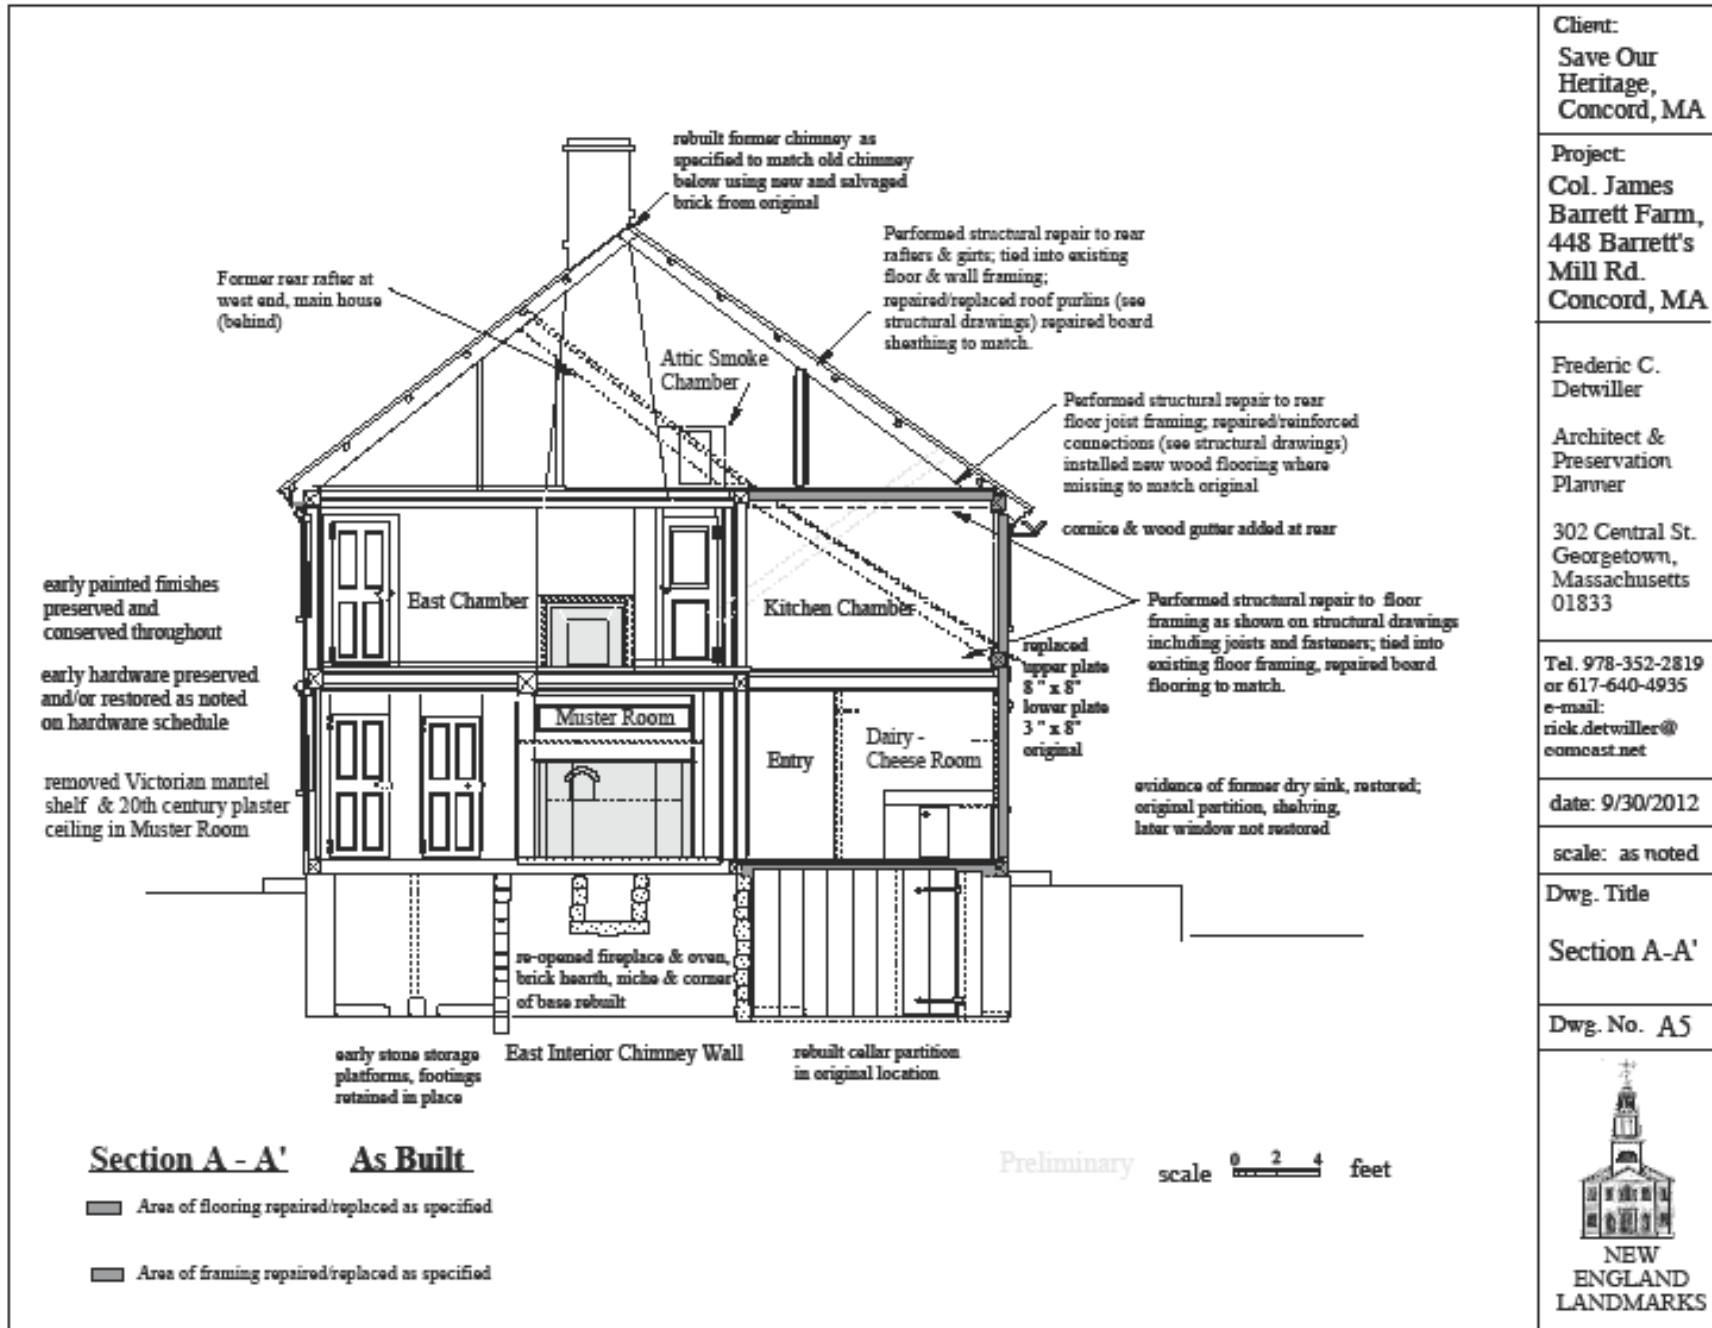 rebuilt former chimney as
specified to match old chimney
below using new and salvaged
brick from original
Performed structural repair to rear
rafters & girts; tied into existing
floor & wall framing;
repaired/replaced roof purlins (see
structural drawings) repaired board
sheathing to match.
Former rear rafter at
west end, main house
(behind)
Attic Smoke
Chamber
Performed structural repair to rear
floor joist framing; repaired/reinforced
connections (see structural drawings)
installed new wood flooring where
missing to match original
cornice & wood gutter added at rear
early painted finishes
preserved and
conserved throughout
early hardware preserved
and/or restored as noted
on hardware schedule
removed Victorian mantel
shelf & 20th century plaster
ceiling in Muster Room
East Chamber
Kitchen Chamber
Performed structural repair to floor
framing as shown on structural drawings
including joists and fasteners; tied into
existing floor framing, repaired board
flooring to match.
replaced
upper plate
8 " x 8"
lower plate
3 " x 8"
original
Muster Room
Entry
Dairy -
Cheese Room
evidence of former dry sink, restored;
original partition, shelving,
later window not restored
re-opened fireplace & oven,
brick hearth, niche & corner
of base rebuilt
early stone storage
platforms, footings
retained in place
East Interior Chimney Wall
rebuilt cellar partition
in original location
Section A - A' As Built
Area of flooring repaired/replaced as specified
Area of framing repaired/replaced as specified
Preliminary
scale 0 2 4 feet
Client:
Save Our
Heritage,
Concord, MA
Project:
Col. James
Barrett Farm,
448 Barrett's
Mill Rd.
Concord, MA
Frederic C.
Detwiller
Architect &
Preservation
Planner
302 Central St.
Georgetown,
Massachusetts
01833
Tel. 978-352-2819
or 617-640-4935
e-mail:
rick.detwiller@
comcast.net
date: 9/30/2012
scale: as noted
Dwg. Title
Section A-A'
Dwg. No. A5
NEW
ENGLAND
LANDMARKS